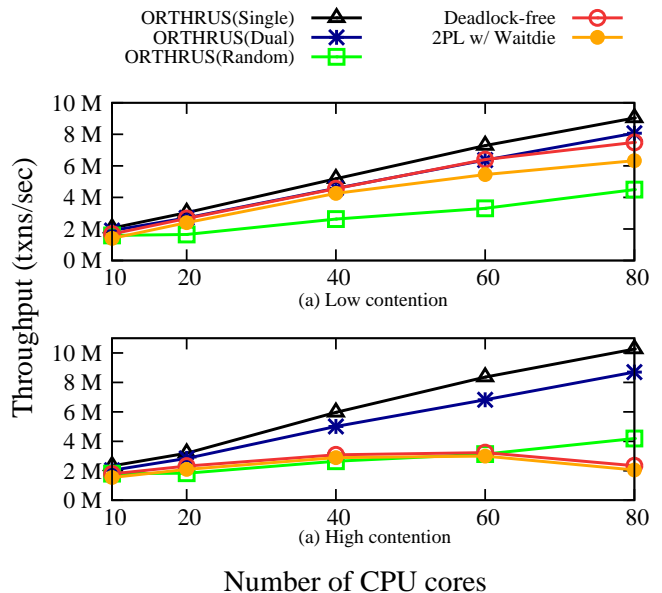 ORTHRUS(Single)
ORTHRUS(Dual)
ORTHRUS(Random)
Deadlock-free
2PL w/ Waitdie
Throughput (txns/sec)
10 M
8 M
6 M
4 M
2 M
0 M
10 20 40 60 80
(a) Low contention
10 M
8 M
6 M
4 M
2 M
0 M
10 20 40 60 80
(a) High contention
Number of CPU cores